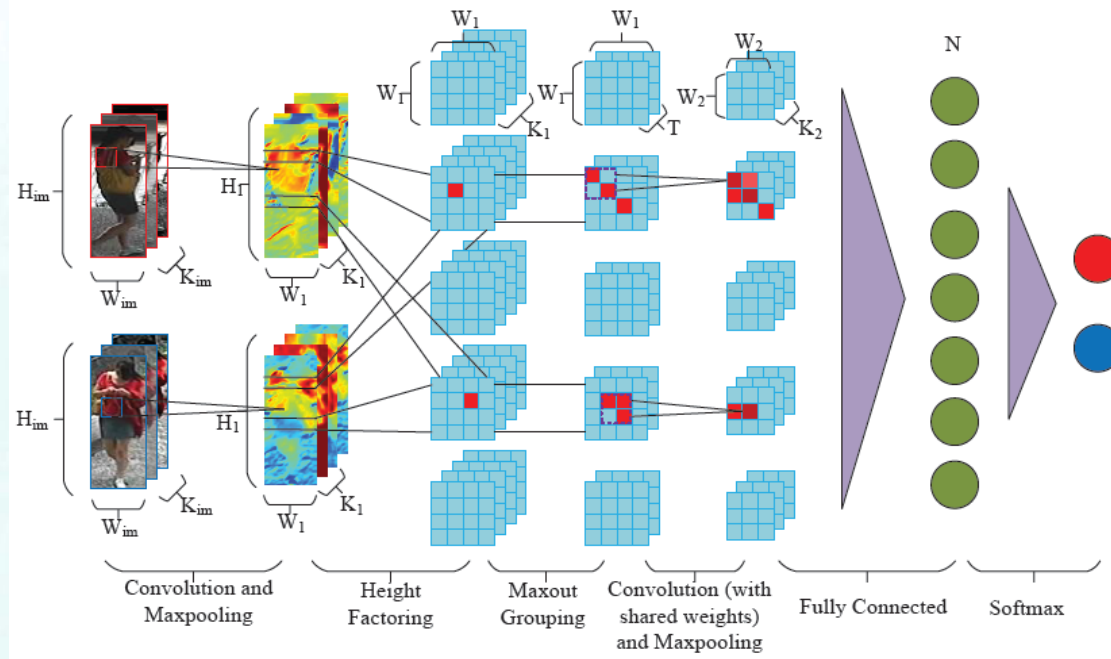 W1
W1
W2
N
W1
W1
W2
K1
T
K2
Him
H1
Kim
K1
Wim
W1
Him
H1
Kim
K1
Wim
W1
Convolution and
Maxpooling
Height
Factoring
Maxout
Grouping
Convolution (with
shared weights)
and Maxpooling
Fully Connected
Softmax